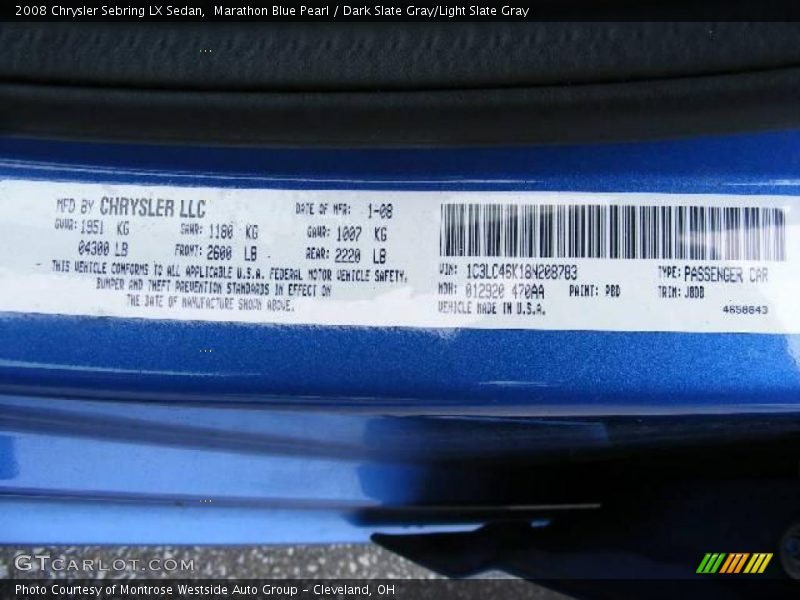 2008 Chrysler Sebring LX Sedan,  Marathon Blue Pearl / Dark Slate Gray/Light Slate Gray
MFD BY CHRYSLER LLC DATE OF MFR: 1-08
GVWR: 1951 KG GAWR: 1180 KG GAWR: 1007 KG
04300 LB FRONT: 2600 LB REAR: 2220 LB
THIS VEHICLE CONFORMS TO ALL APPLICABLE U.S.A. FEDERAL MOTOR VEHICLE SAFETY,
BUMPER AND THEFT PREVENTION STANDARDS IN EFFECT ON
THE DATE OF MANUFACTURE SHOWN ABOVE.
VIN: 1C3LC46K18N208783 TYPE: PASSENGER CAR
MDH: 012920 470AA PAINT: PBD TRIM: JBDD
VEHICLE MADE IN U.S.A. 4658843
GTCarLot.com
Photo Courtesy of Montrose Westside Auto Group - Cleveland, OH